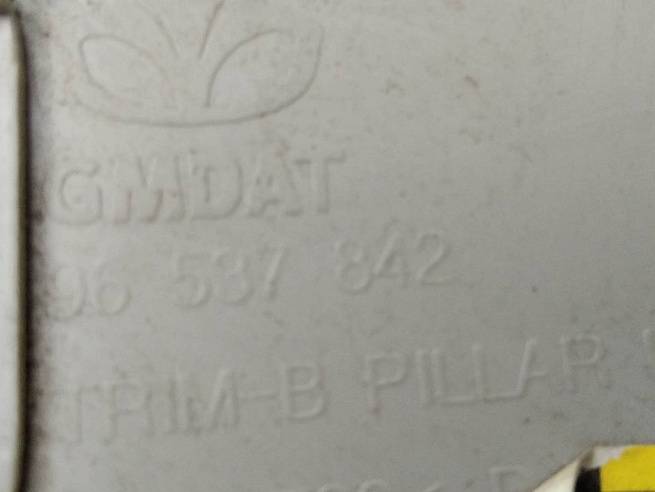 GMDAT
96 537 842
TRIM-B PILLAR